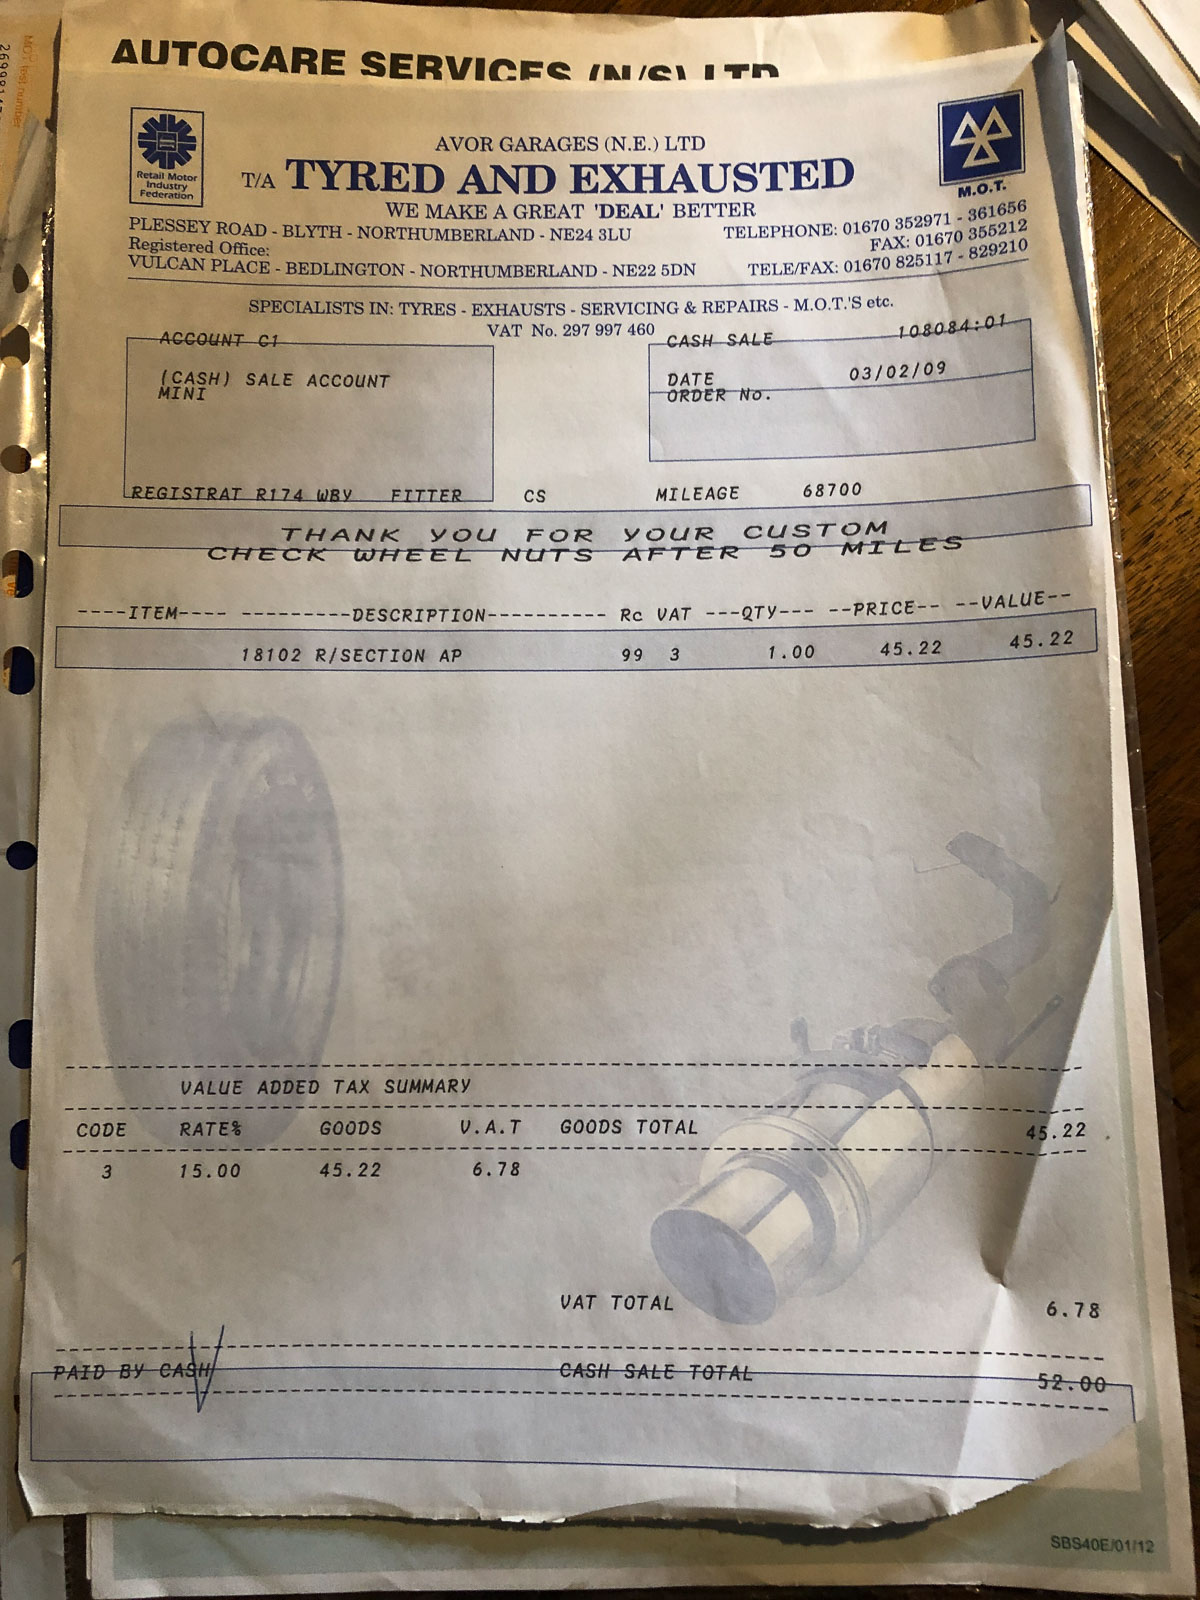 AUTOCARE SERVICES (N/S) LTD
Retail Motor
Industry
Federation
AVOR GARAGES (N.E.) LTD
T/A TYRED AND EXHAUSTED
WE MAKE A GREAT 'DEAL' BETTER
M.O.T.
PLESSEY ROAD - BLYTH - NORTHUMBERLAND - NE24 3LU
TELEPHONE: 01670 352971 - 361656
Registered Office:
FAX: 01670 355212
VULCAN PLACE - BEDLINGTON - NORTHUMBERLAND - NE22 5DN
TELE/FAX: 01670 825117 - 829210
SPECIALISTS IN: TYRES - EXHAUSTS - SERVICING & REPAIRS - M.O.T.'S etc.
VAT No. 297 997 460
ACCOUNT C1
CASH SALE 108084:01
(CASH) SALE ACCOUNT
MINI
DATE 03/02/09
ORDER No.
REGISTRAT R174 WBY FITTER CS MILEAGE 68700
THANK YOU FOR YOUR CUSTOM
CHECK WHEEL NUTS AFTER 50 MILES
----ITEM---- ---------DESCRIPTION---------- Rc VAT ---QTY--- --PRICE-- --VALUE--
18102 R/SECTION AP 99 3 1.00 45.22 45.22
VALUE ADDED TAX SUMMARY
CODE RATE% GOODS V.A.T GOODS TOTAL 45.22
3 15.00 45.22 6.78
VAT TOTAL 6.78
PAID BY CASH CASH SALE TOTAL 52.00
SBS40E/01/12
MOT test number